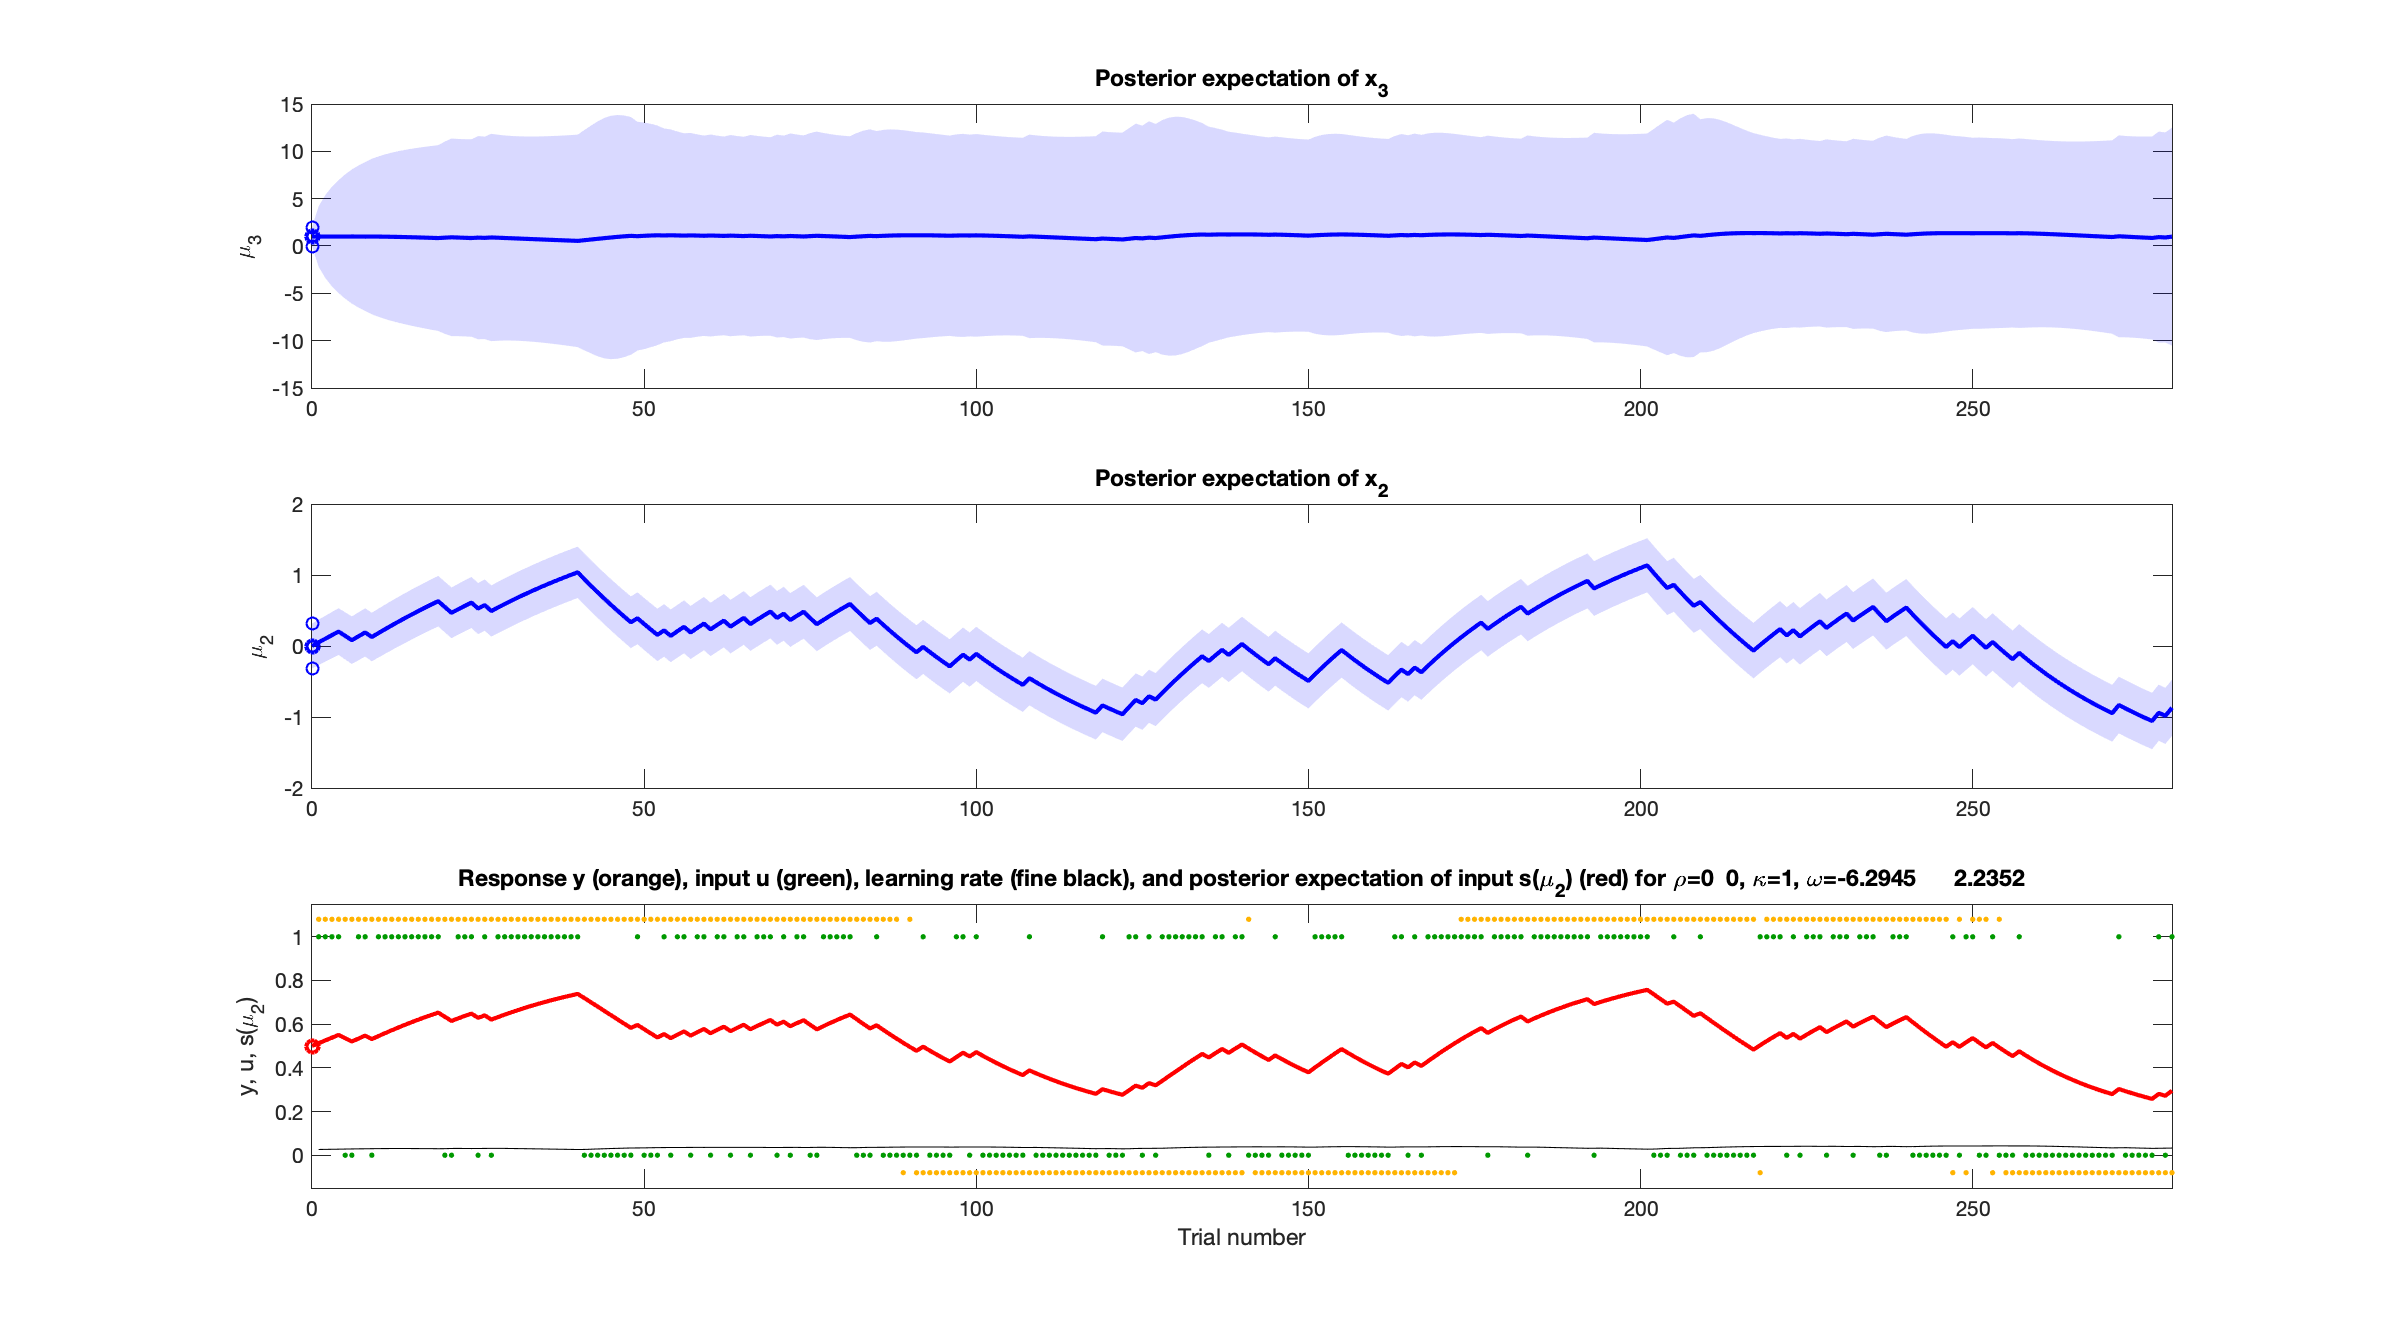 Posterior expectation of x3
15
10
5
0
-5
-10
-15
μ3
0 50 100 150 200 250
Posterior expectation of x2
2
1
0
-1
-2
μ2
0 50 100 150 200 250
Response y (orange), input u (green), learning rate (fine black), and posterior expectation of input s(μ2) (red) for ρ=0 0, κ=1, ω=-6.2945 2.2352
1
0.8
0.6
0.4
0.2
0
y, u, s(μ2)
0 50 100 150 200 250
Trial number